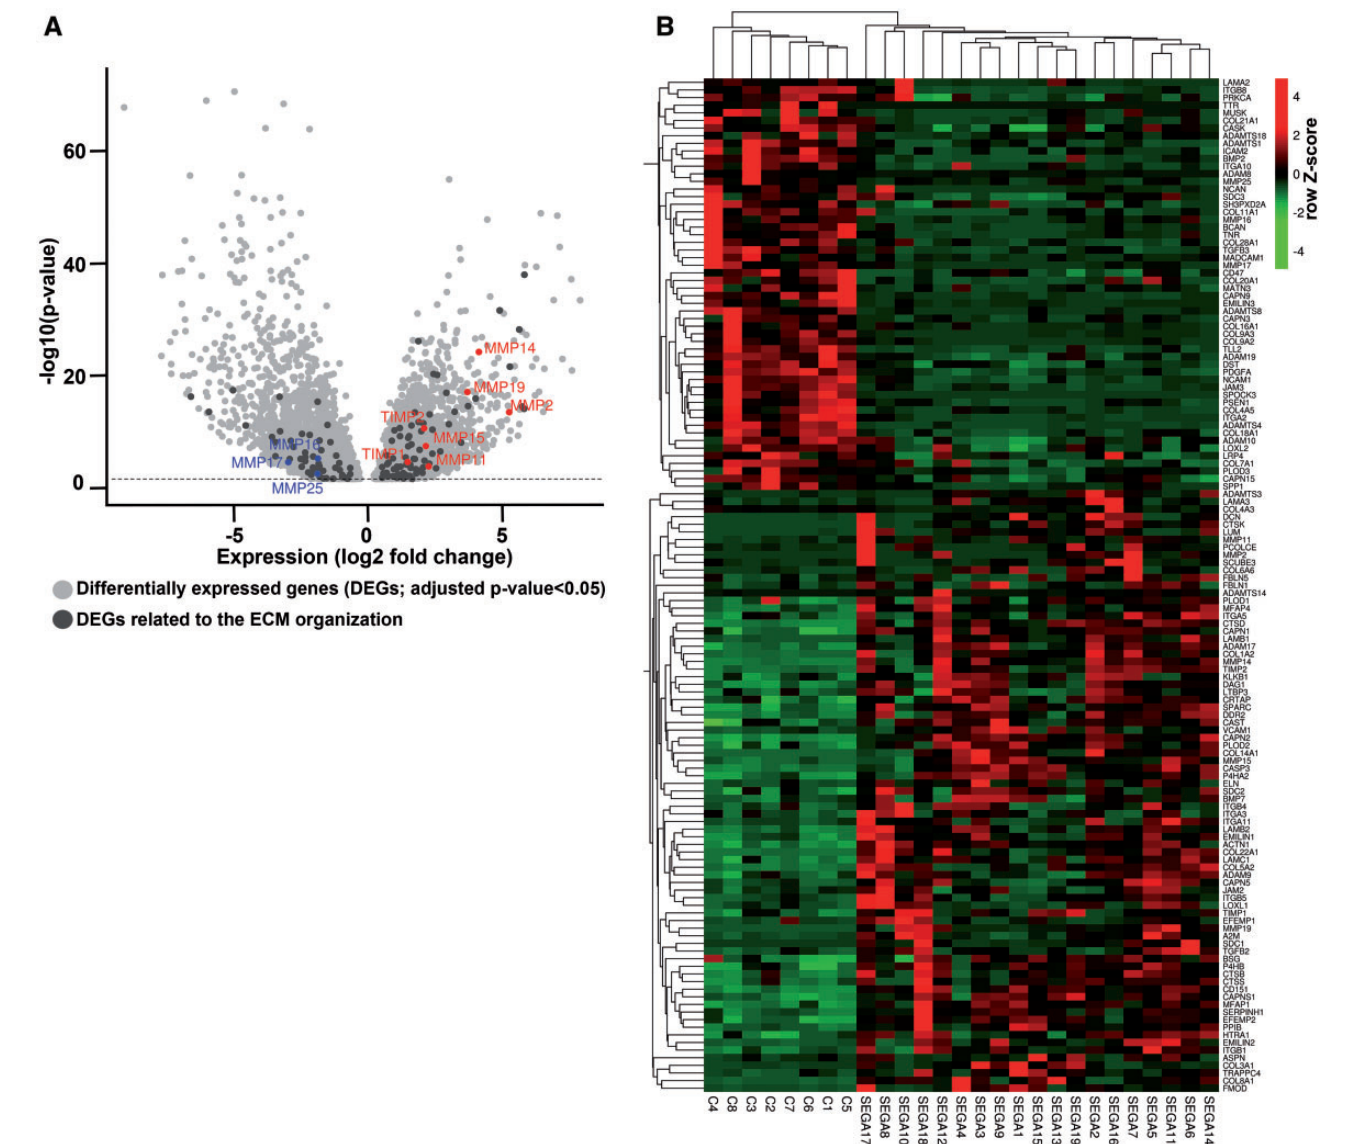 A
-log10(p-value)
60
40
20
0
-5
0
5
MMP14
MMP19
MMP2
TIMP2
MMP15
TIMP1
MMP11
MMP16
MMP17
MMP25
Expression (log2 fold change)
Differentially expressed genes (DEGs; adjusted p-value<0.05)
DEGs related to the ECM organization
B
LAMA2
ITGB8
PRKCA
TTR
MUSK
COL21A1
CASK
ADAMTS18
ADAMTS1
ICAM2
BMP2
ITGA10
ADAM8
MMP25
NCAN
SDC3
SH3PXD2A
COL11A1
MMP16
BCAN
TNR
COL28A1
TGFB3
MADCAM1
MMP17
CD47
COL20A1
MATN3
CAPN9
EMILIN3
ADAMTS8
CAPN3
COL16A1
COL9A3
COL9A2
TLL2
ADAM19
DST
PDGFA
NCAM1
JAM3
SPOCK3
PSEN1
COL4A5
ITGA2
ADAMTS4
COL18A1
ADAM10
LOXL2
LRP4
COL7A1
PLOD3
CAPN15
SPP1
ADAMTS3
LAMA3
COL4A3
DCN
CTSK
LUM
MMP11
PCOLCE
MMP2
SCUBE3
COL6A6
FBLN5
FBLN1
ADAMTS14
PLOD1
MFAP4
ITGA5
CTSD
CAPN1
LAMB1
ADAM17
COL1A2
MMP14
TIMP2
KLKB1
DAG1
LTBP3
CRTAP
SPARC
DDR2
CAST
VCAM1
CAPN2
PLOD2
COL14A1
MMP15
CASP3
P4HA2
ELN
SDC2
BMP7
ITGB4
ITGA3
ITGA11
LAMB2
EMILIN1
ACTN1
COL22A1
LAMC1
COL5A2
ADAM9
CAPN5
JAM2
ITGB5
LOXL1
TIMP1
EFEMP1
MMP19
A2M
SDC1
TGFB2
BSG
P4HB
CTSB
CTSS
CD151
CAPNS1
MFAP1
SERPINH1
EFEMP2
PPIB
HTRA1
EMILIN2
ITGB1
ASPN
COL3A1
TRAPPC4
COL8A1
FMOD
4
2
0
-2
-4
row Z-score
C4
C8
C3
C2
C7
C6
C1
C5
SEGA17
SEGA8
SEGA10
SEGA18
SEGA12
SEGA4
SEGA3
SEGA9
SEGA1
SEGA15
SEGA13
SEGA19
SEGA2
SEGA16
SEGA7
SEGA5
SEGA11
SEGA6
SEGA14